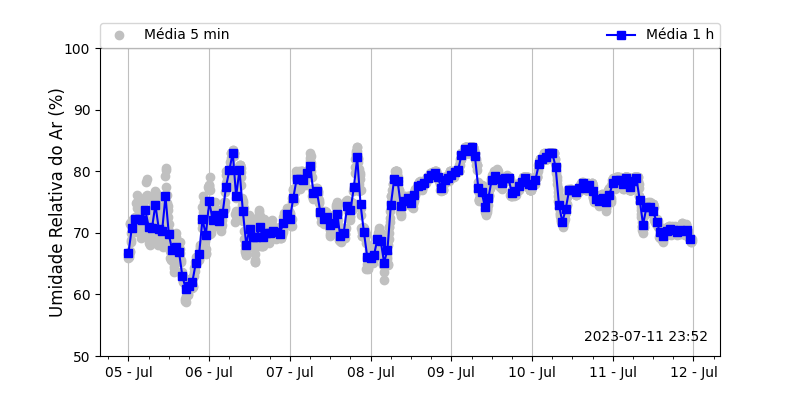 Média 5 min
Média 1 h
Umidade Relativa do Ar (%)
100
90
80
70
60
50
2023-07-11 23:52
05 - Jul
06 - Jul
07 - Jul
08 - Jul
09 - Jul
10 - Jul
11 - Jul
12 - Jul